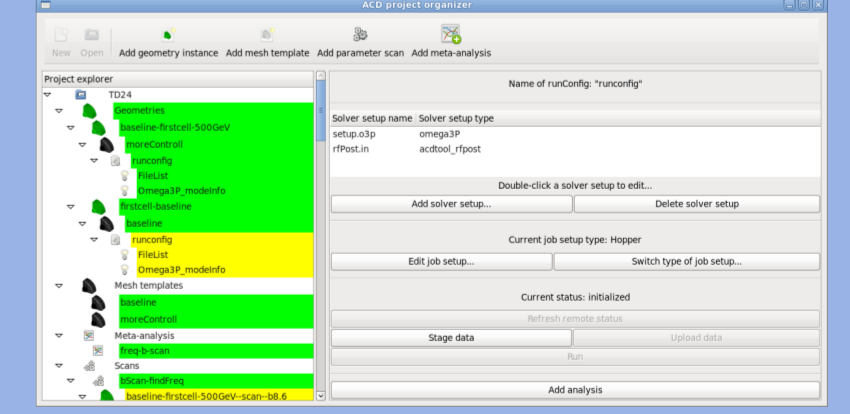 ACD project organizer
New Open Add geometry instance Add mesh template Add parameter scan Add meta-analysis
Project explorer
TD24
Geometries
baseline-firstcell-500GeV
moreControll
runconfig
FileList
Omega3P_modeInfo
firstcell-baseline
baseline
runconfig
FileList
Omega3P_modeInfo
Mesh templates
baseline
moreControll
Meta-analysis
freq-b-scan
Scans
bScan-findFreq
baseline-firstcell-500GeV--scan--b8.6
Name of runConfig: "runconfig"
Solver setup name Solver setup type
setup.o3p omega3P
rfPost.in acdtool_rfpost
Double-click a solver setup to edit...
Add solver setup... Delete solver setup
Current job setup type: Hopper
Edit job setup... Switch type of job setup...
Current status: initialized
Refresh remote status
Stage data Upload data
Run
Add analysis